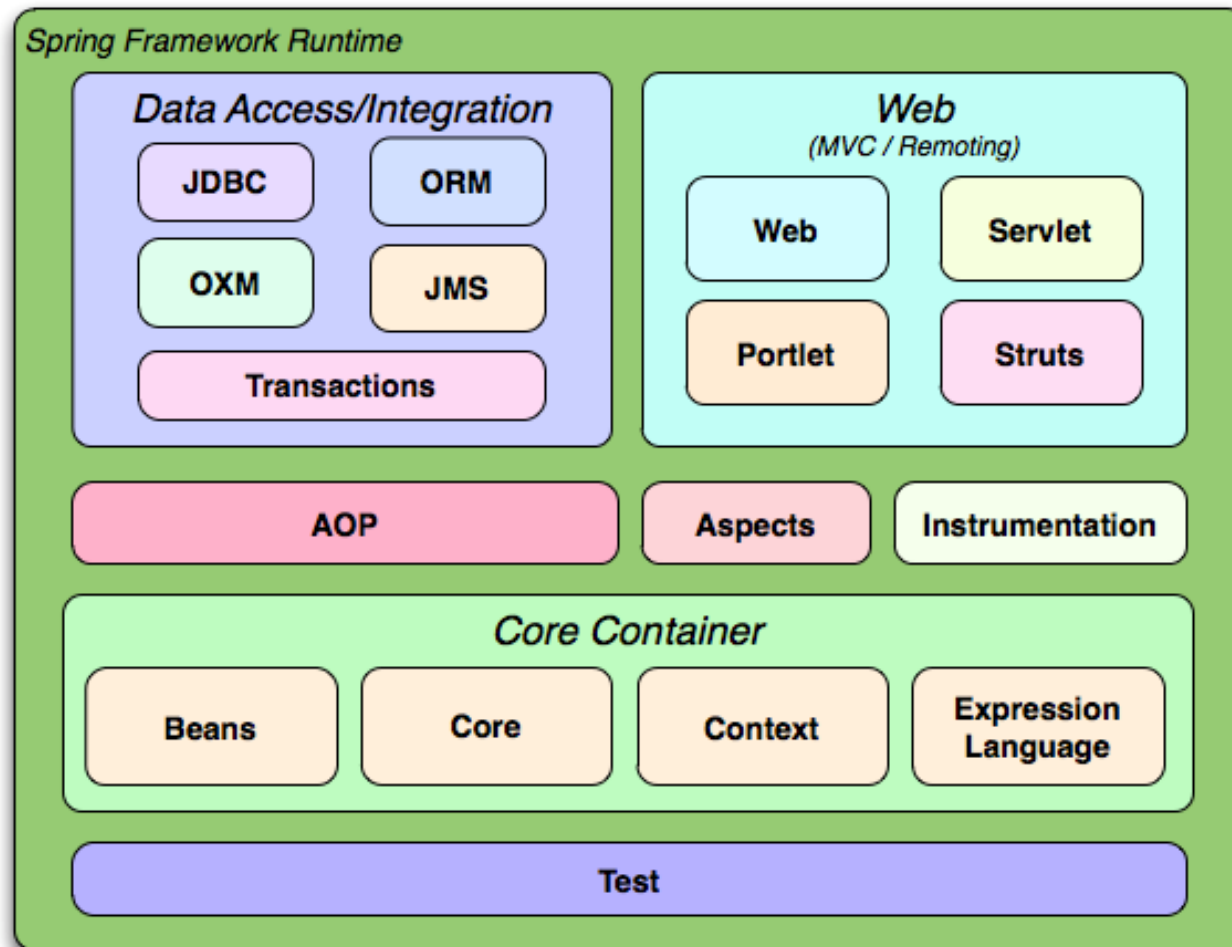 Spring Framework Runtime
Data Access/Integration
JDBC
ORM
OXM
JMS
Transactions
Web
(MVC / Remoting)
Web
Servlet
Portlet
Struts
AOP
Aspects
Instrumentation
Core Container
Beans
Core
Context
Expression
Language
Test